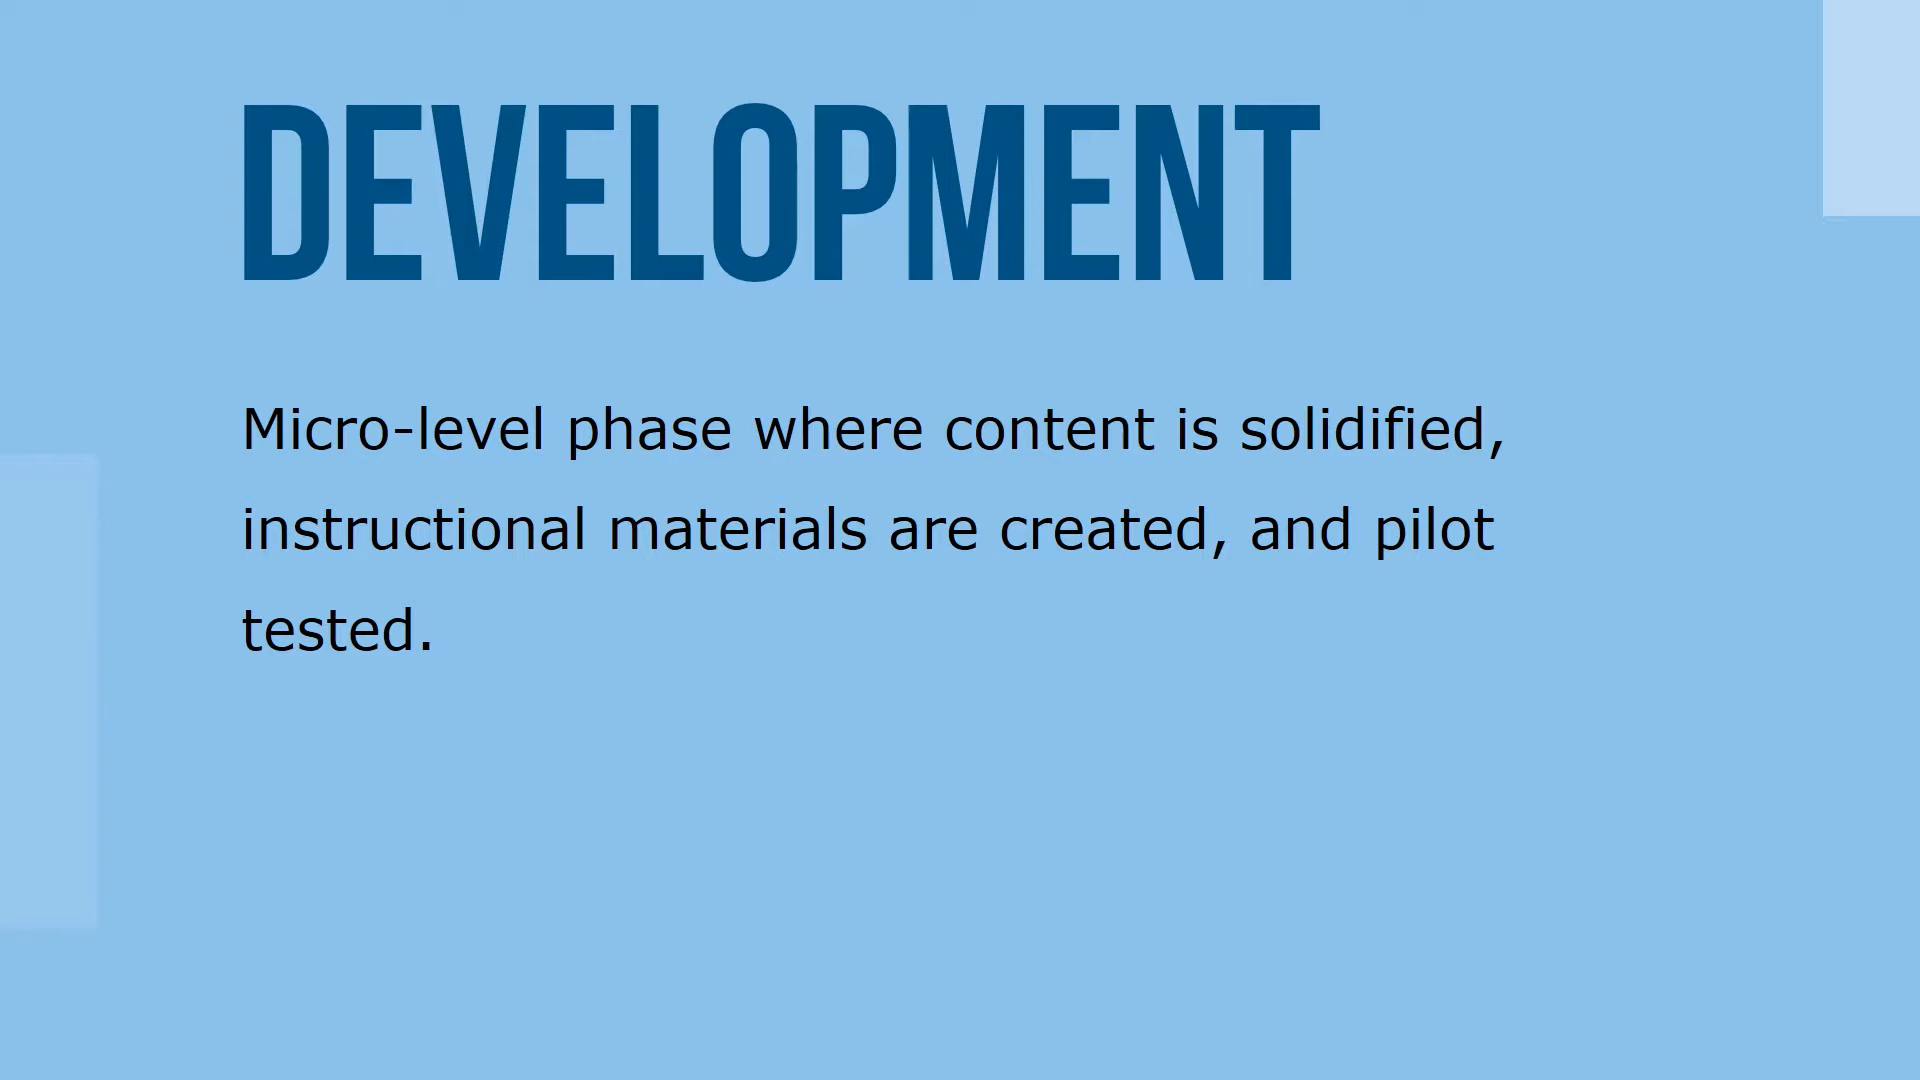 DEVELOPMENT
Micro-level phase where content is solidified,
instructional materials are created, and pilot
tested.